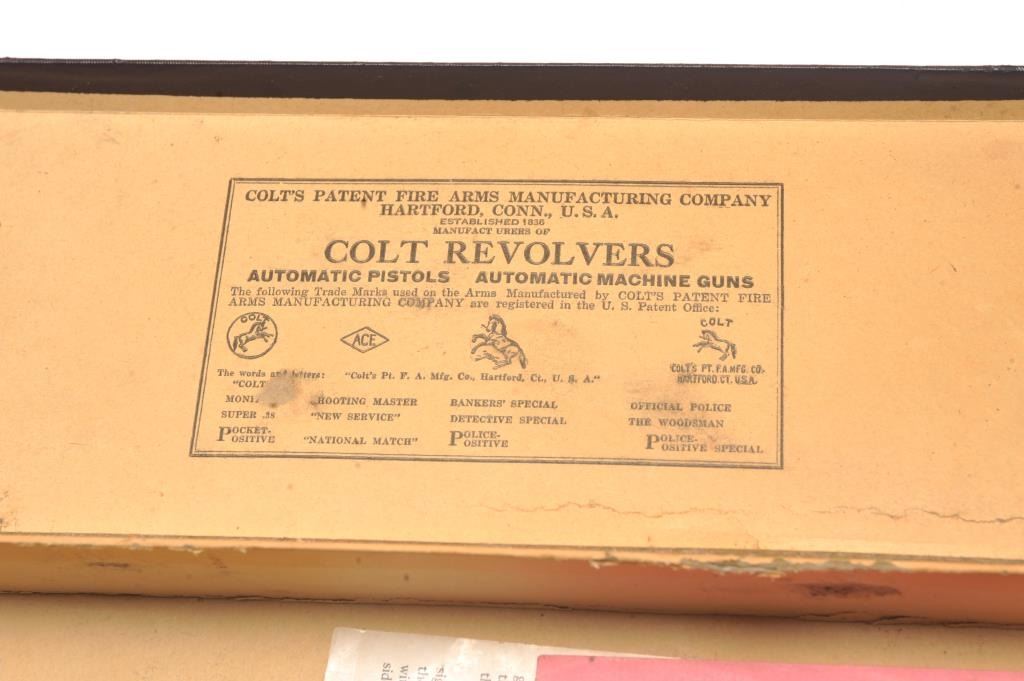 COLT'S PATENT FIRE ARMS MANUFACTURING COMPANY
HARTFORD, CONN., U.S.A.
ESTABLISHED 1836
MANUFACTURERS OF
COLT REVOLVERS
AUTOMATIC PISTOLS AUTOMATIC MACHINE GUNS
The following Trade Marks used on the Arms Manufactured by COLT'S PATENT FIRE
ARMS MANUFACTURING COMPANY are registered in the U. S. Patent Office:
COLT ACE COLT
COLT'S PT. F.A. MFG. CO.
HARTFORD. CT. U.S.A.
The words and letters: "Colt's Pt. F. A. Mfg. Co., Hartford, Ct., U. S. A."
"COLT
SHOOTING MASTER BANKERS' SPECIAL OFFICIAL POLICE
SUPER .38 "NEW SERVICE" DETECTIVE SPECIAL THE WOODSMAN
POCKET-POSITIVE "NATIONAL MATCH" POLICE-POSITIVE POLICE-POSITIVE SPECIAL